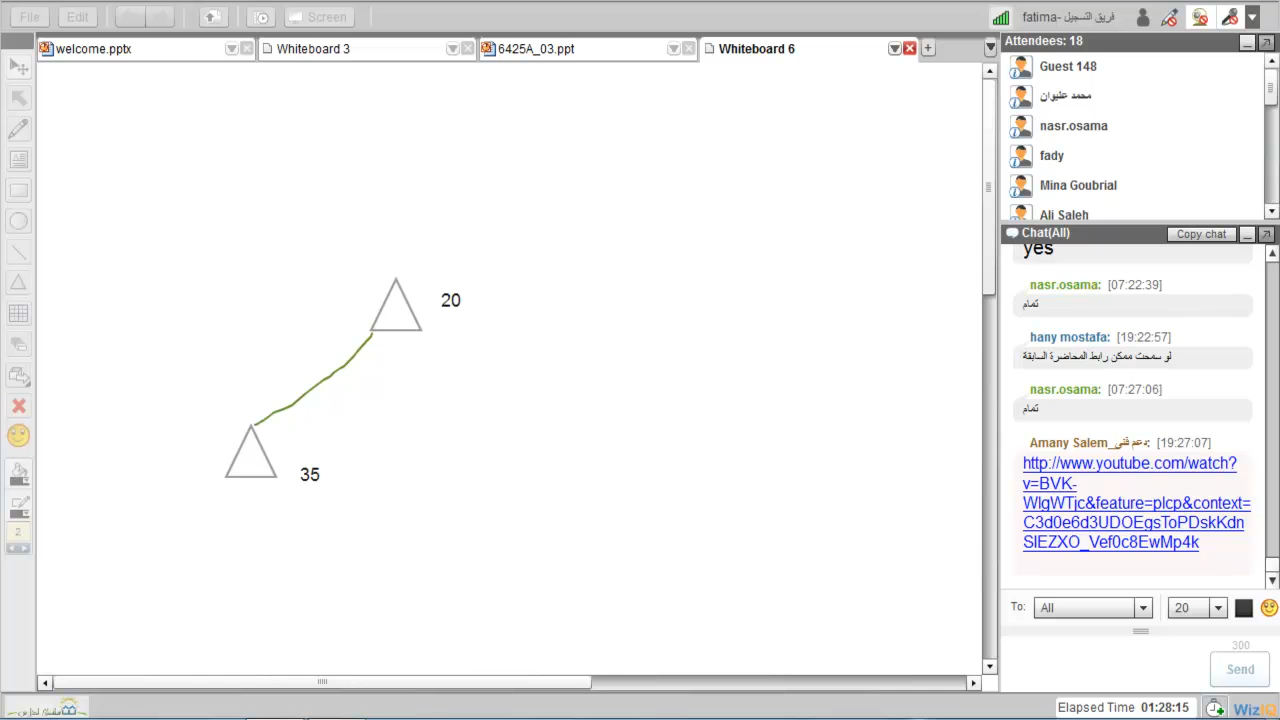 File
Edit
Screen
fatima- فريق التسجيل
welcome.pptx
Whiteboard 3
6425A_03.ppt
Whiteboard 6
Attendees: 18
Guest 148
محمد عليوان
nasr.osama
fady
Mina Goubrial
Ali Saleh
Chat(All)
Copy chat
yes
nasr.osama: [07:22:39]
تمام
hany mostafa: [19:22:57]
لو سمحت ممكن رابط المحاضرة السابقة
nasr.osama: [07:27:06]
تمام
Amany Salem_دعم فنى: [19:27:07]
http://www.youtube.com/watch?
v=BVK-
WlgWTjc&feature=plcp&context=
C3d0e6d3UDOEgsToPDskKdn
SlEZXO_Vef0c8EwMp4k
20
35
2
To:
All
20
300
Send
Elapsed Time 01:28:15
WizIQ